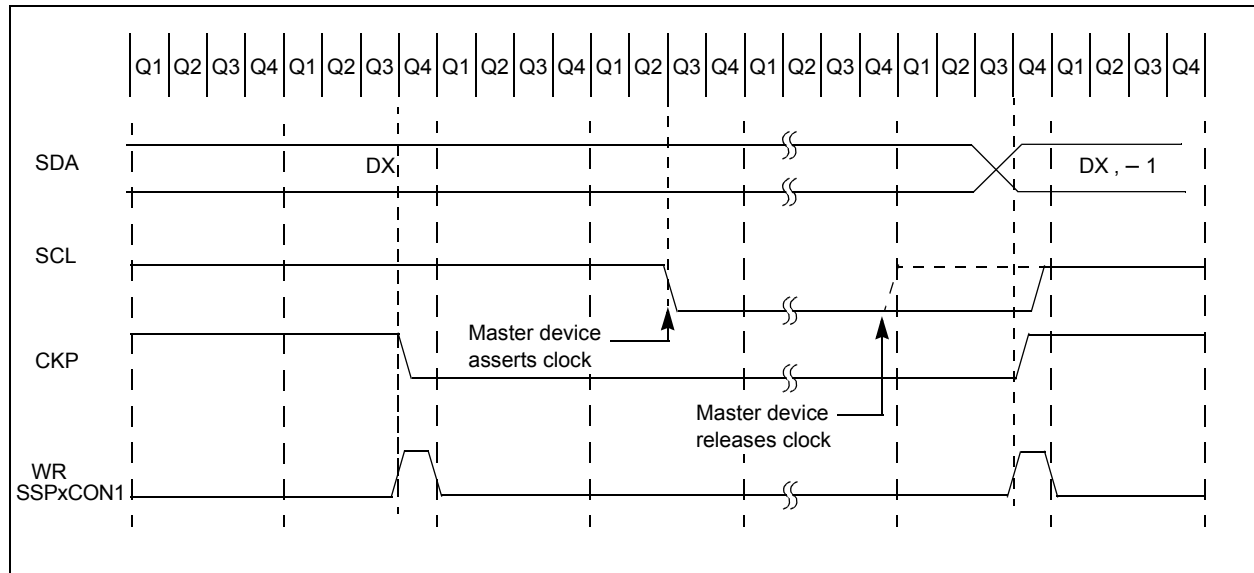 Q1 Q2 Q3 Q4 Q1 Q2 Q3 Q4 Q1 Q2 Q3 Q4 Q1 Q2 Q3 Q4 Q1 Q2 Q3 Q4 Q1 Q2 Q3 Q4 Q1 Q2 Q3 Q4
SDA
DX
DX , – 1
SCL
Master device
asserts clock
CKP
Master device
releases clock
WR
SSPxCON1